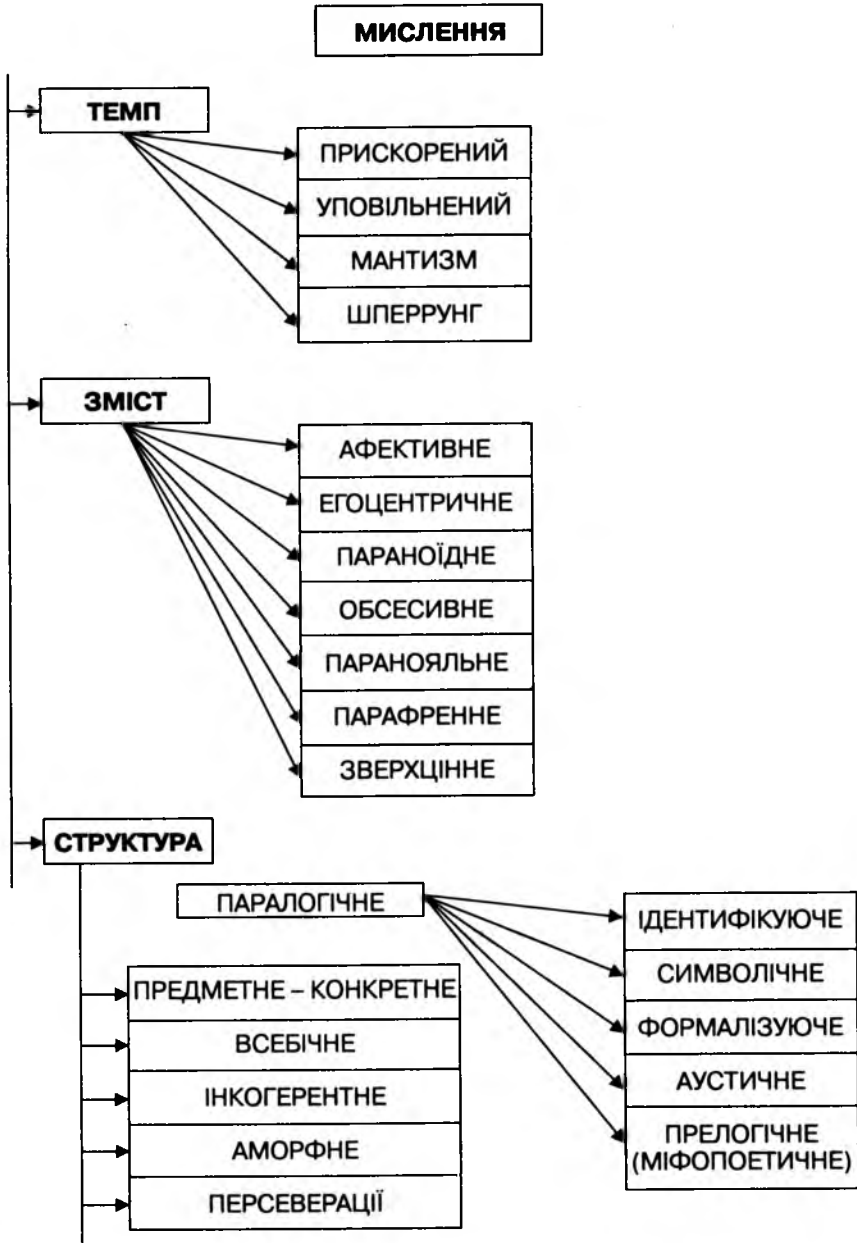 МИСЛЕННЯ
ТЕМП
ПРИСКОРЕНИЙ
УПОВІЛЬНЕНИЙ
МАНТИЗМ
ШПЕРРУНГ
ЗМІСТ
АФЕКТИВНЕ
ЕГОЦЕНТРИЧНЕ
ПАРАНОЇДНЕ
ОБСЕСИВНЕ
ПАРАНОЯЛЬНЕ
ПАРАФРЕННЕ
ЗВЕРХЦІННЕ
СТРУКТУРА
ПАРАЛОГІЧНЕ
ІДЕНТИФІКУЮЧЕ
СИМВОЛІЧНЕ
ФОРМАЛІЗУЮЧЕ
АУСТИЧНЕ
ПРЕЛОГІЧНЕ
(МІФОПОЕТИЧНЕ)
ПРЕДМЕТНЕ – КОНКРЕТНЕ
ВСЕБІЧНЕ
ІНКОГЕРЕНТНЕ
АМОРФНЕ
ПЕРСЕВЕРАЦІЇ